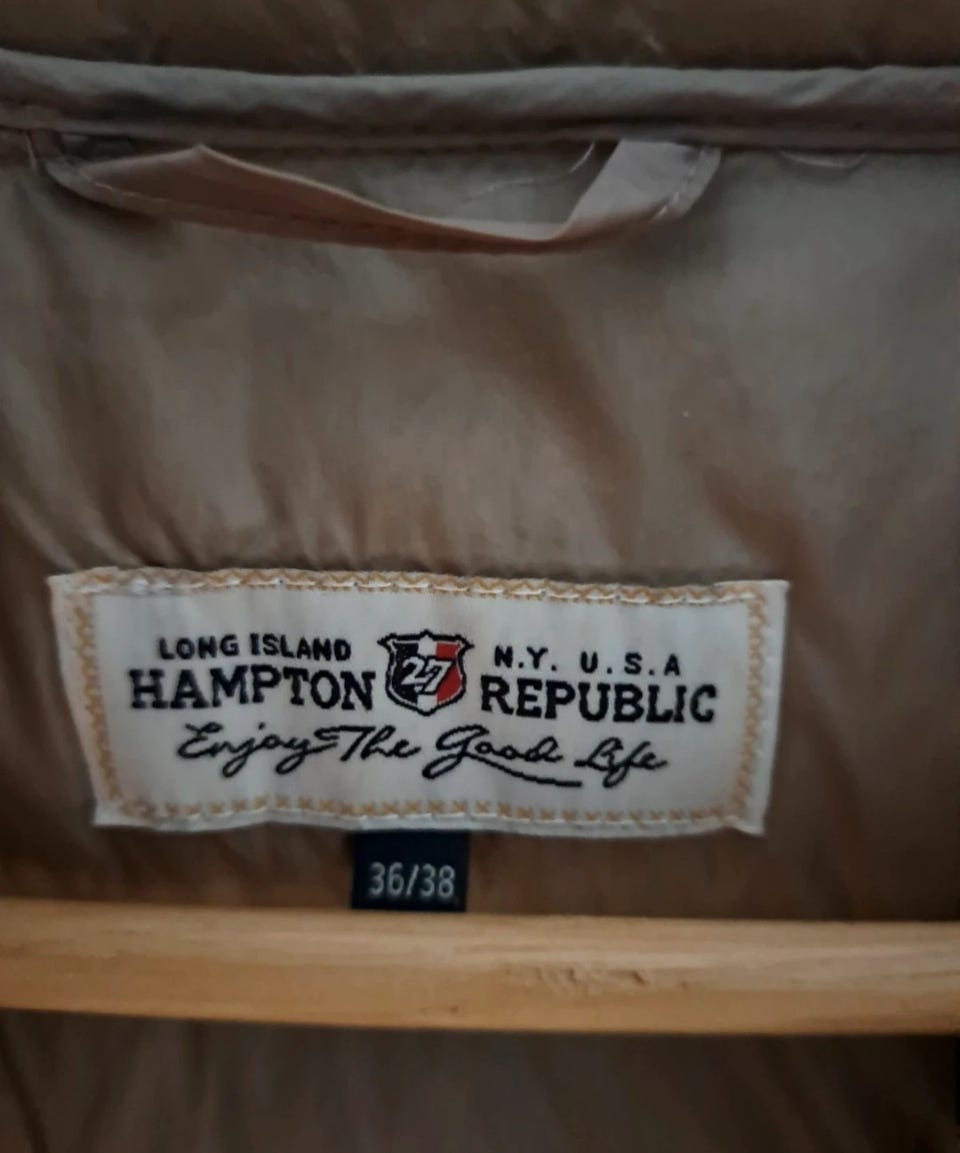 LONG ISLAND 27 N.Y. U.S.A
HAMPTON REPUBLIC
Enjoy The Good Life
36/38